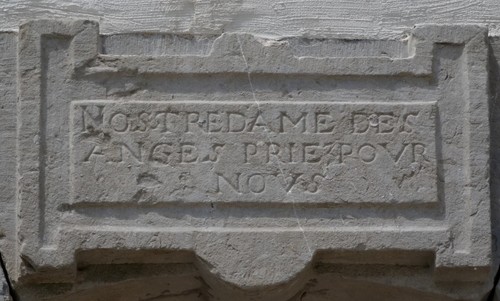 NOSTREDAME DES
ANGES PRIEZ POVR
NOVS